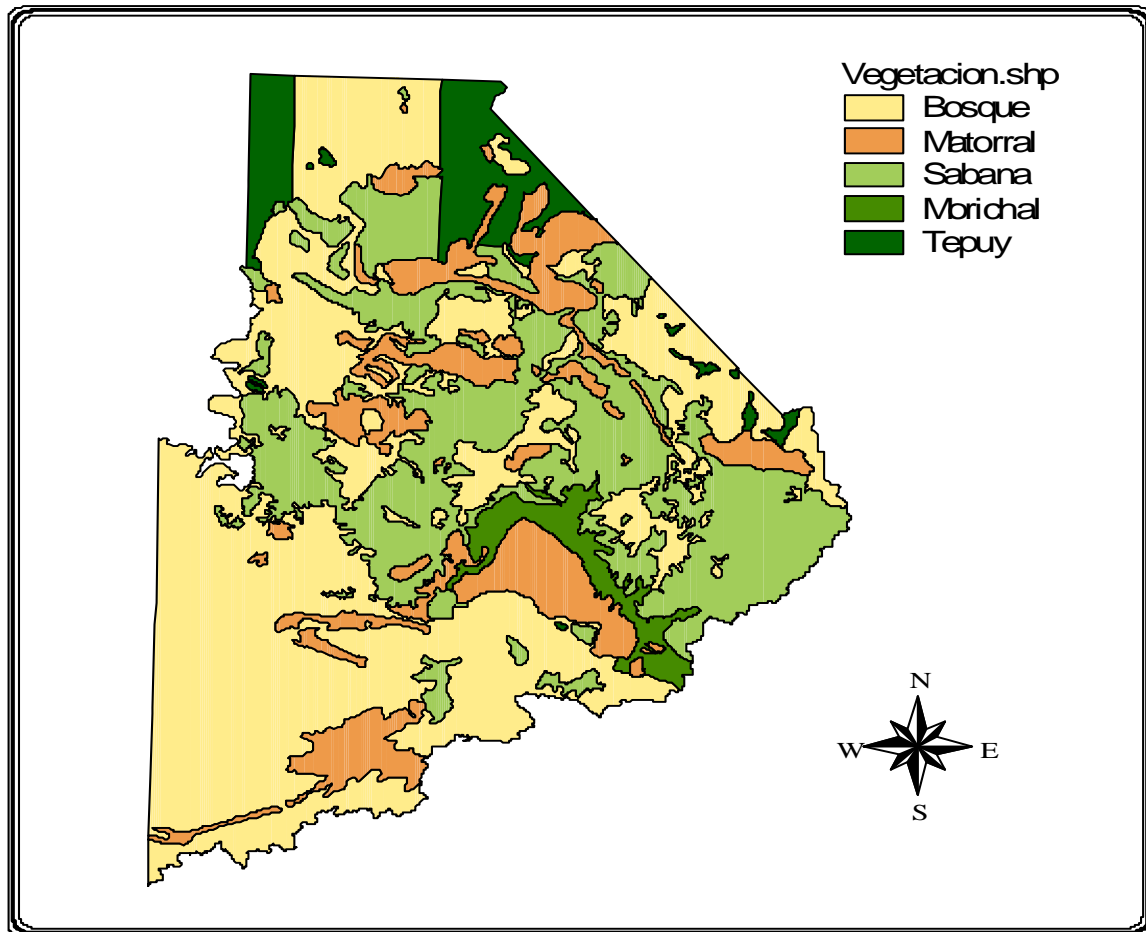 Vegetacion.shp
Bosque
Matorral
Sabana
Morichal
Tepuy
N
W E
S